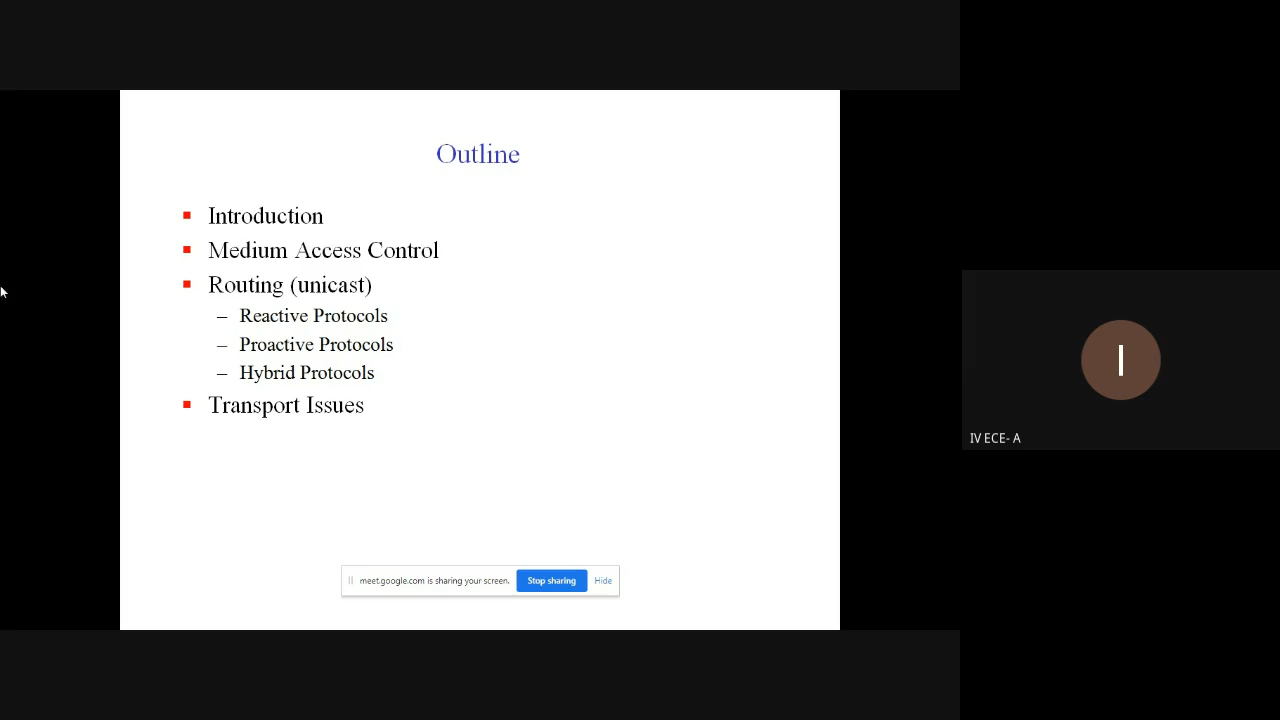 Outline
Introduction
Medium Access Control
Routing (unicast)
– Reactive Protocols
– Proactive Protocols
– Hybrid Protocols
Transport Issues
meet.google.com is sharing your screen. Stop sharing Hide
I
IV ECE- A